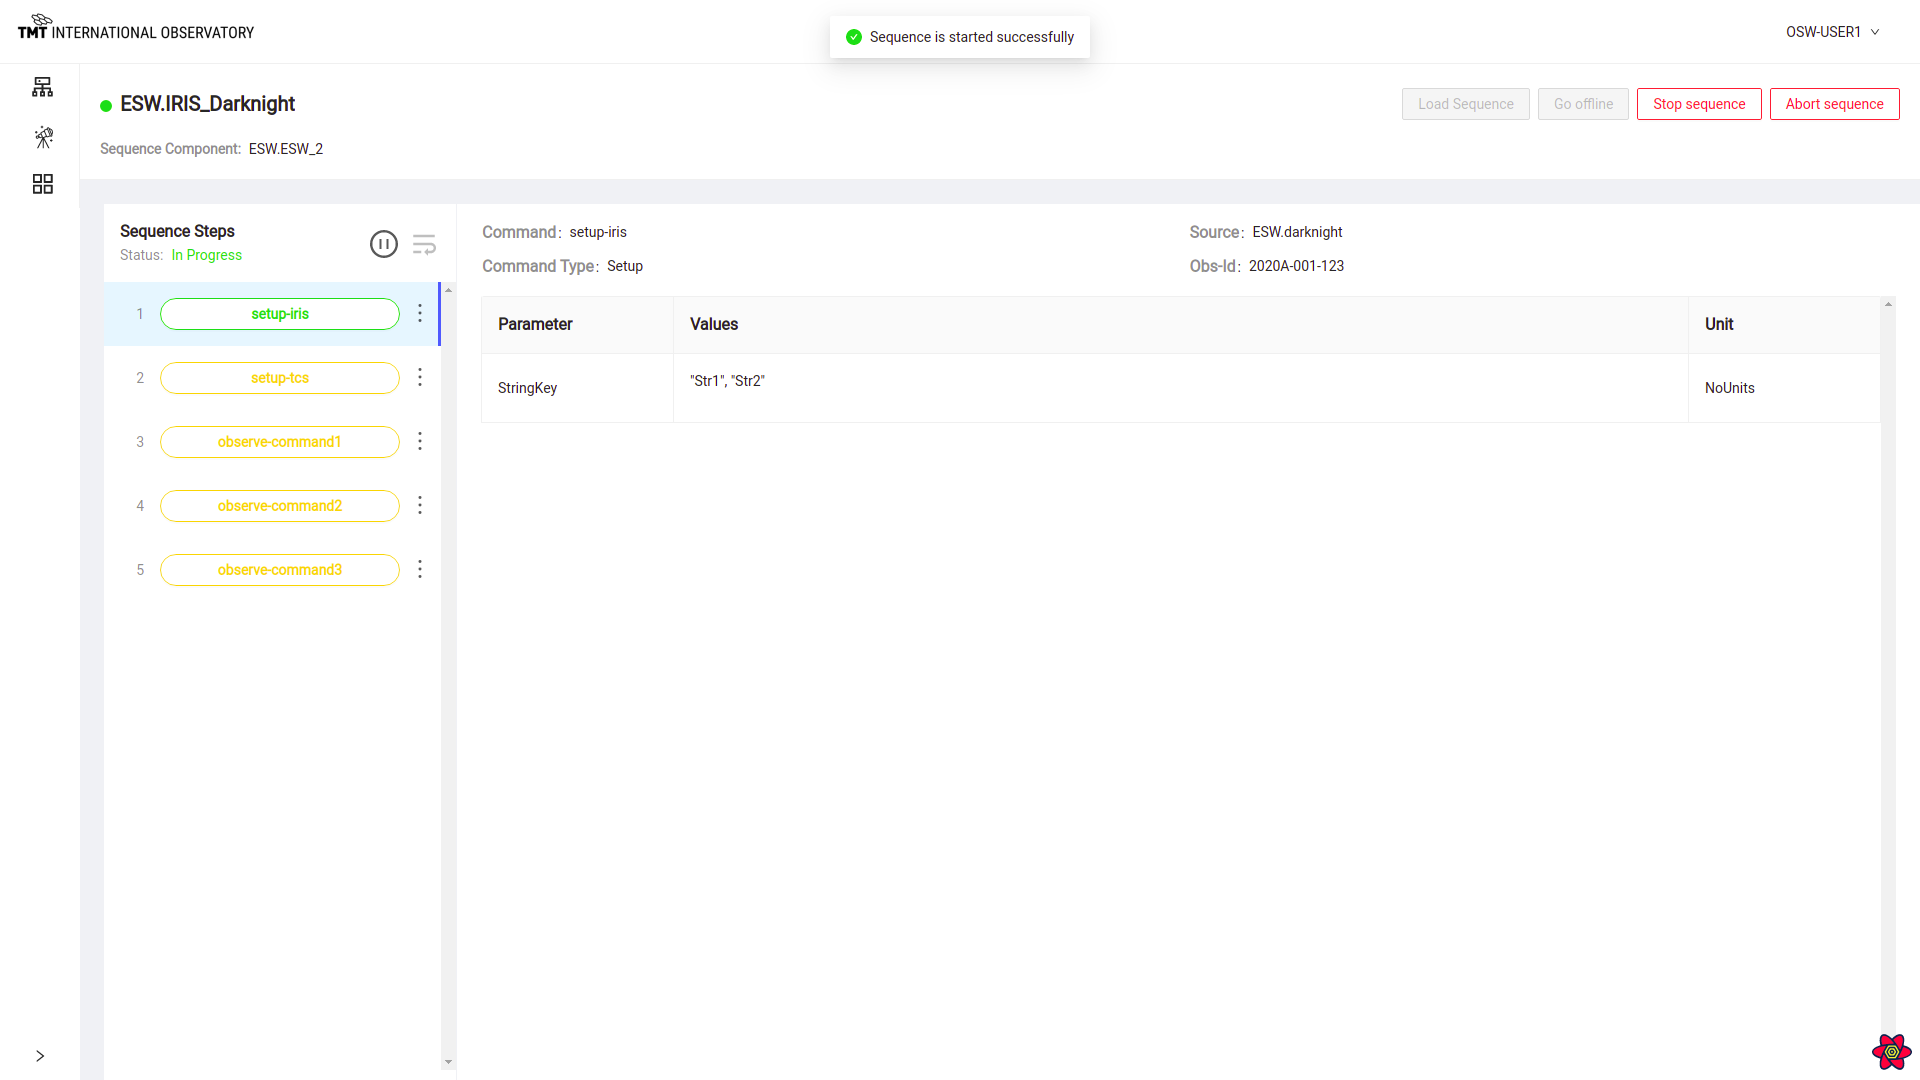 TMT INTERNATIONAL OBSERVATORY
Sequence is started successfully
OSW-USER1
ESW.IRIS_Darknight
Load Sequence
Go offline
Stop sequence
Abort sequence
Sequence Component: ESW.ESW_2
Sequence Steps
Status: In Progress
1 setup-iris
2 setup-tcs
3 observe-command1
4 observe-command2
5 observe-command3
Command: setup-iris
Source: ESW.darknight
Command Type: Setup
Obs-Id: 2020A-001-123
Parameter Values Unit
StringKey "Str1", "Str2" NoUnits